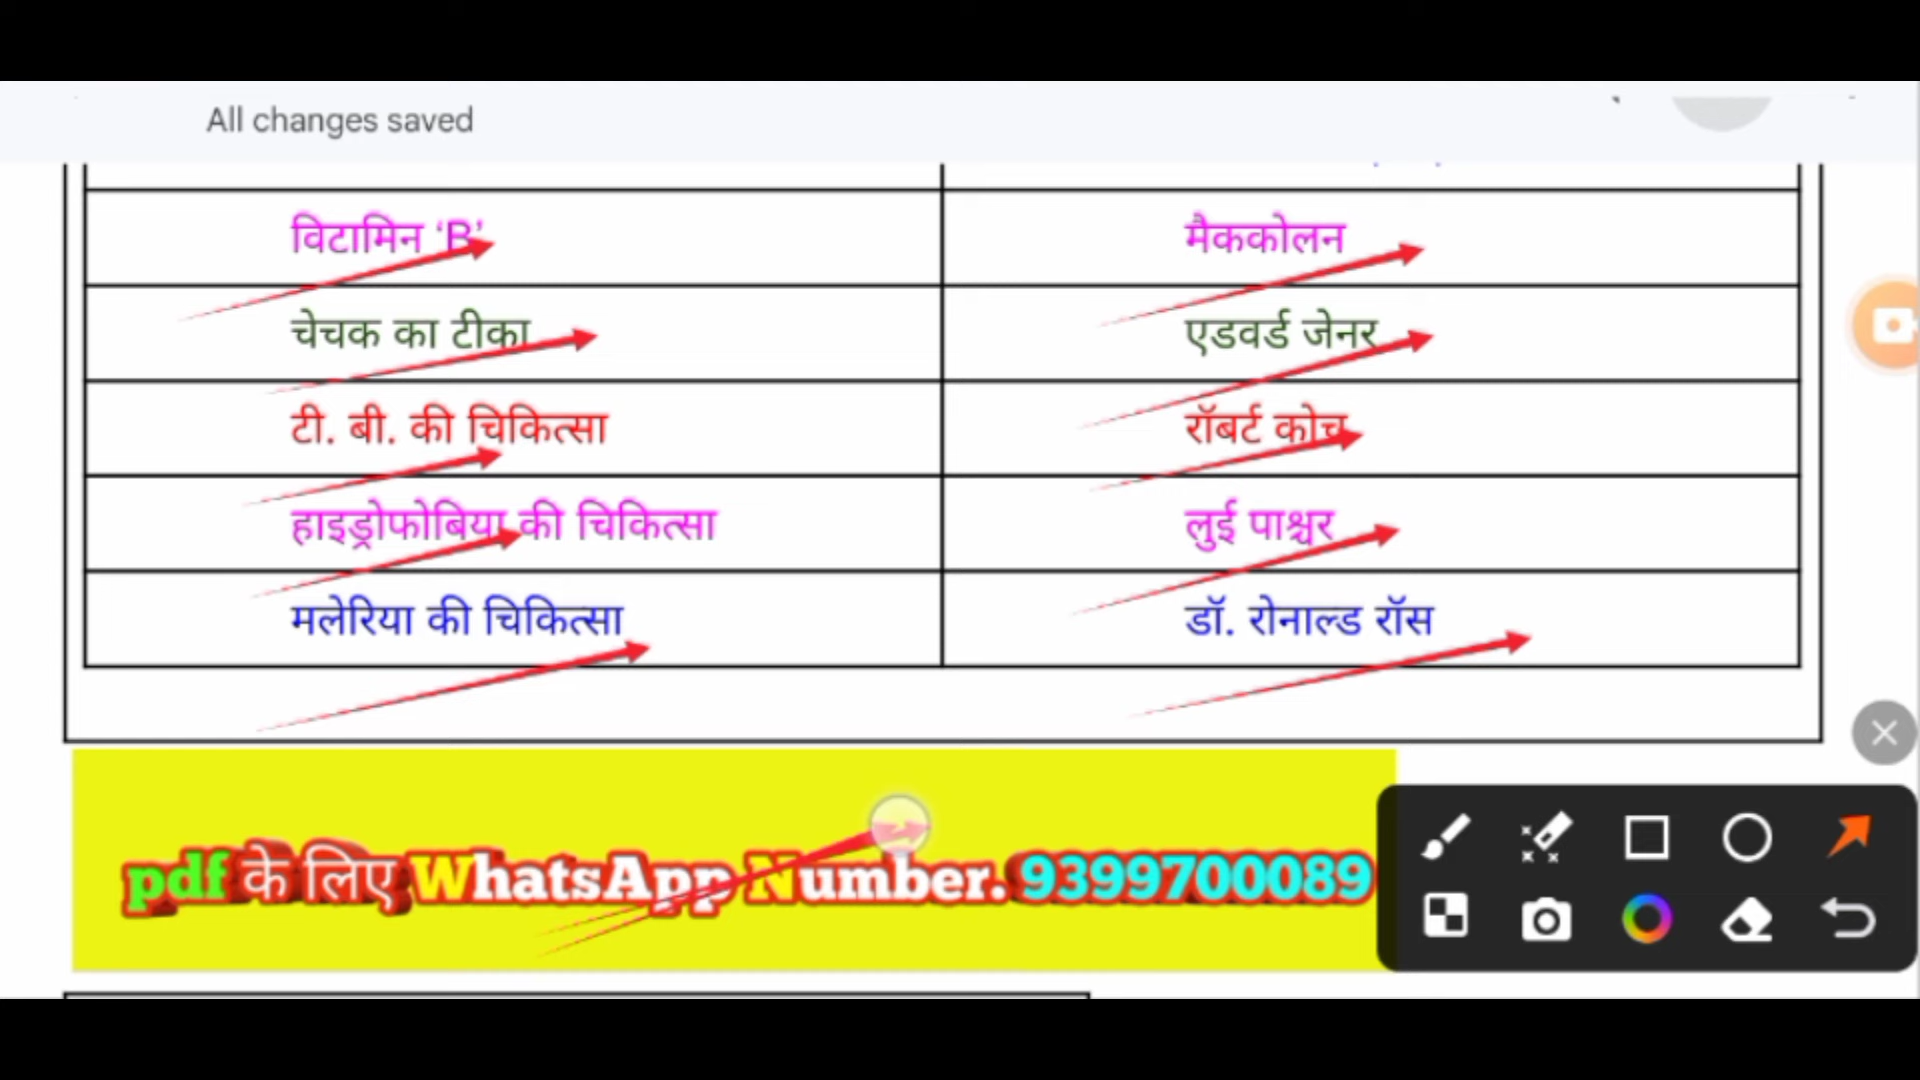 All changes saved
विटामिन ‘B’ मैककोलन
चेचक का टीका एडवर्ड जेनर
टी. बी. की चिकित्सा रॉबर्ट कोच
हाइड्रोफोबिया की चिकित्सा लुई पाश्चर
मलेरिया की चिकित्सा डॉ. रोनाल्ड रॉस
pdf के लिए WhatsApp Number. 9399700089